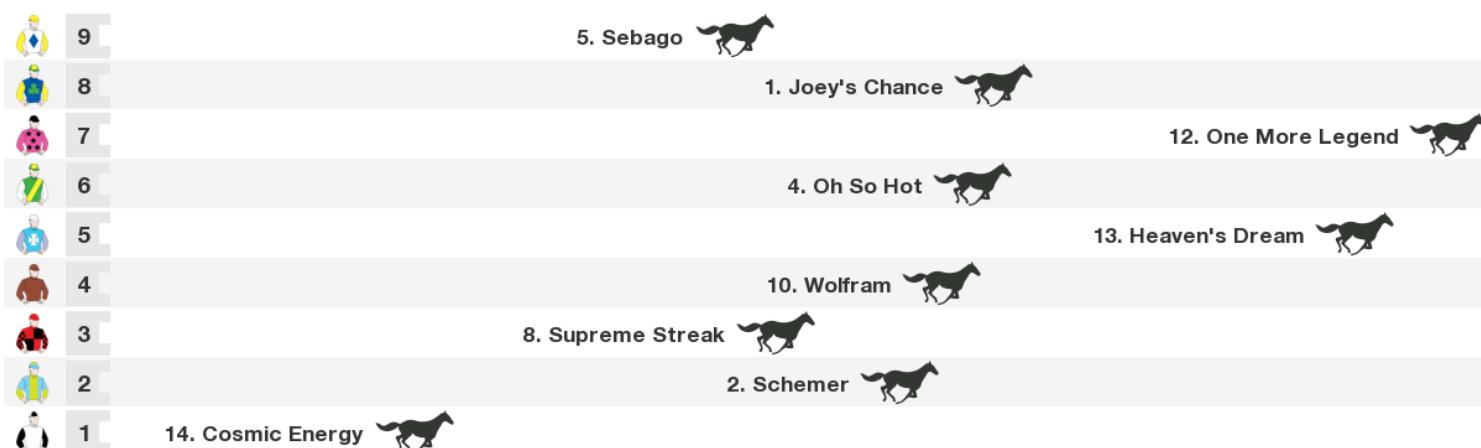 9 5. Sebago
8 1. Joey's Chance
7 12. One More Legend
6 4. Oh So Hot
5 13. Heaven's Dream
4 10. Wolfram
3 8. Supreme Streak
2 2. Schemer
1 14. Cosmic Energy